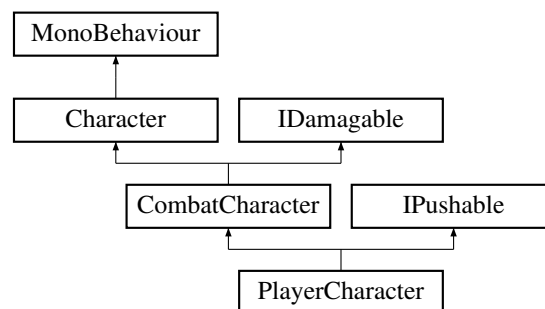 MonoBehaviour
Character
IDamagable
CombatCharacter
IPushable
PlayerCharacter